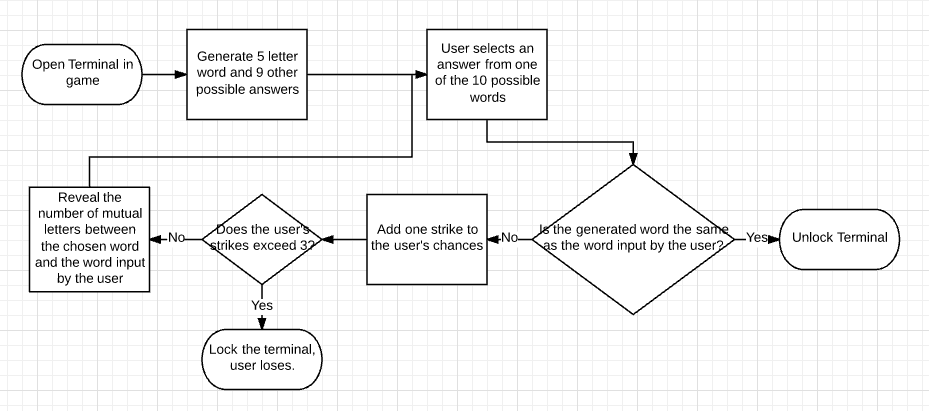 Open Terminal in
game
Generate 5 letter
word and 9 other
possible answers
User selects an
answer from one
of the 10 possible
words
Reveal the
number of mutual
letters between
the chosen word
and the word input
by the user
No
Does the user's
strikes exceed 3?
Add one strike to
the user's chances
No
Is the generated word the same
as the word input by the user?
Yes
Unlock Terminal
Yes
Lock the terminal,
user loses.